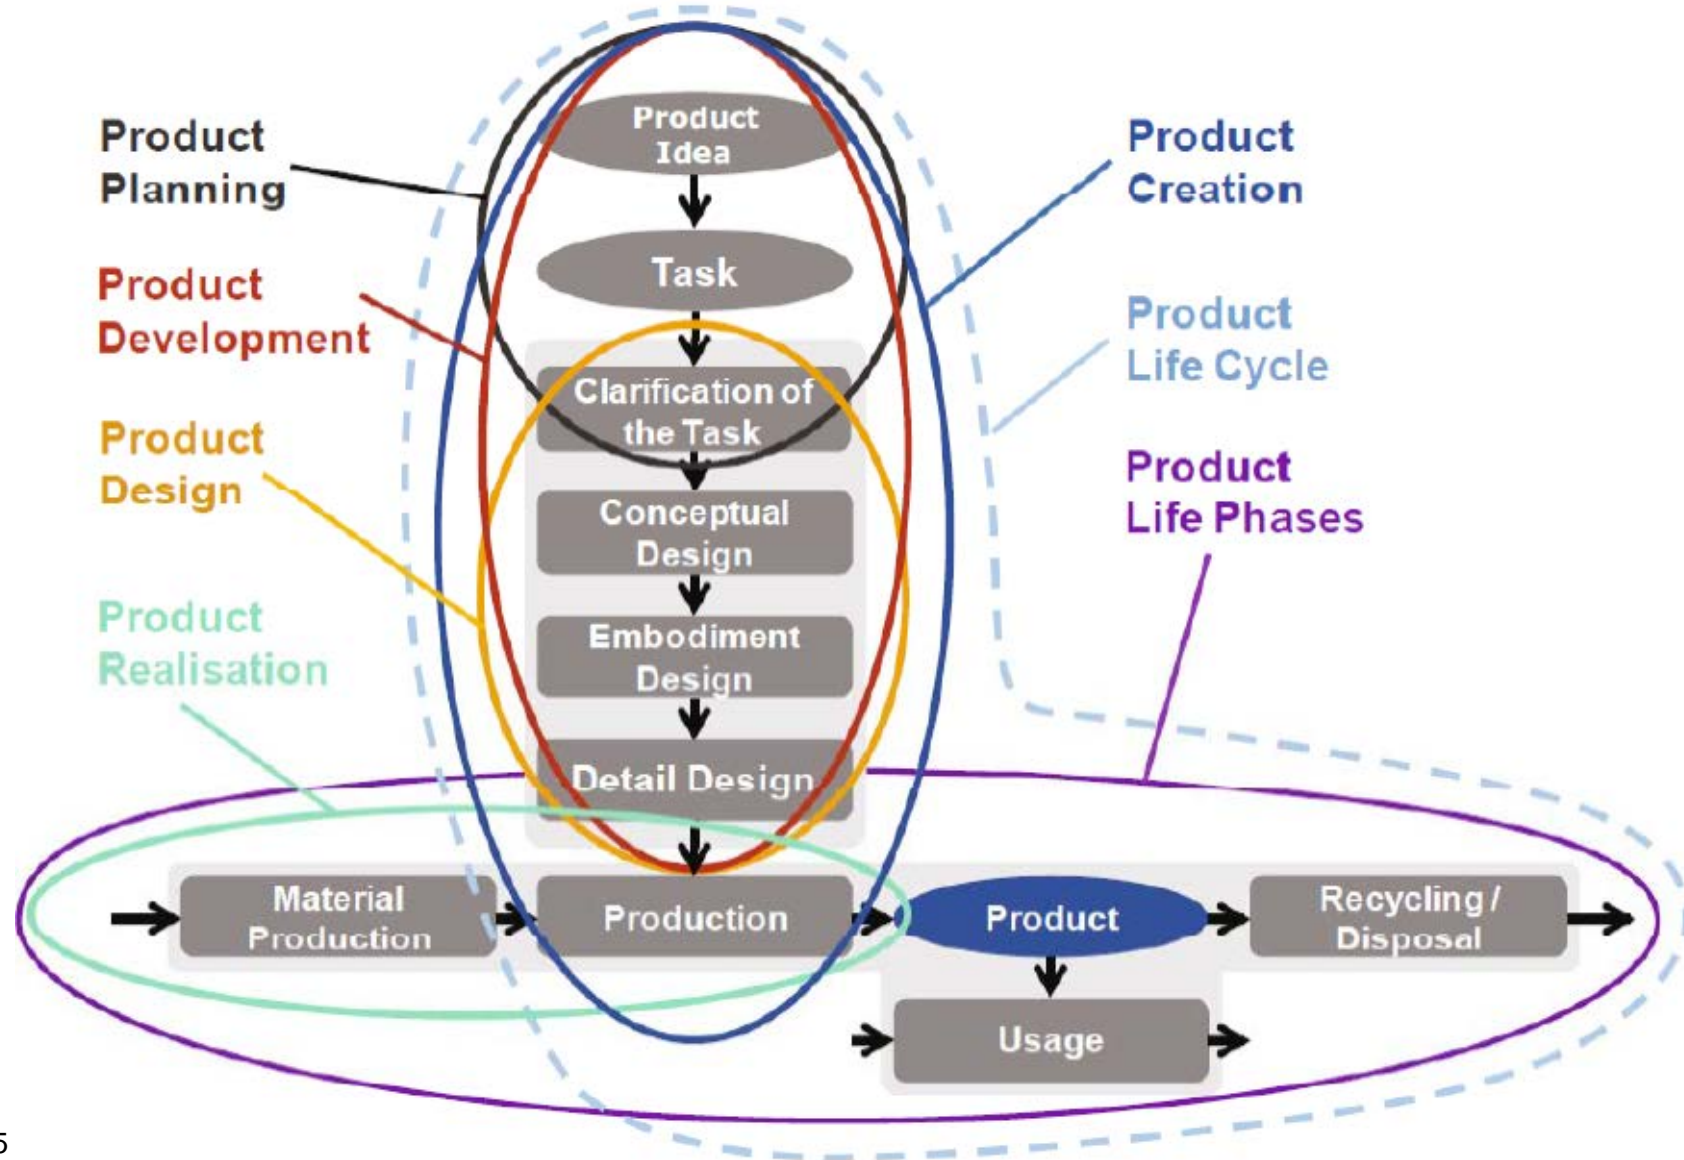 Product
Planning
Product
Development
Product
Design
Product
Realisation
Product
Idea
Task
Clarification of
the Task
Conceptual
Design
Embodiment
Design
Detail Design
Product
Creation
Product
Life Cycle
Product
Life Phases
Material
Production
Production
Product
Recycling /
Disposal
Usage
5